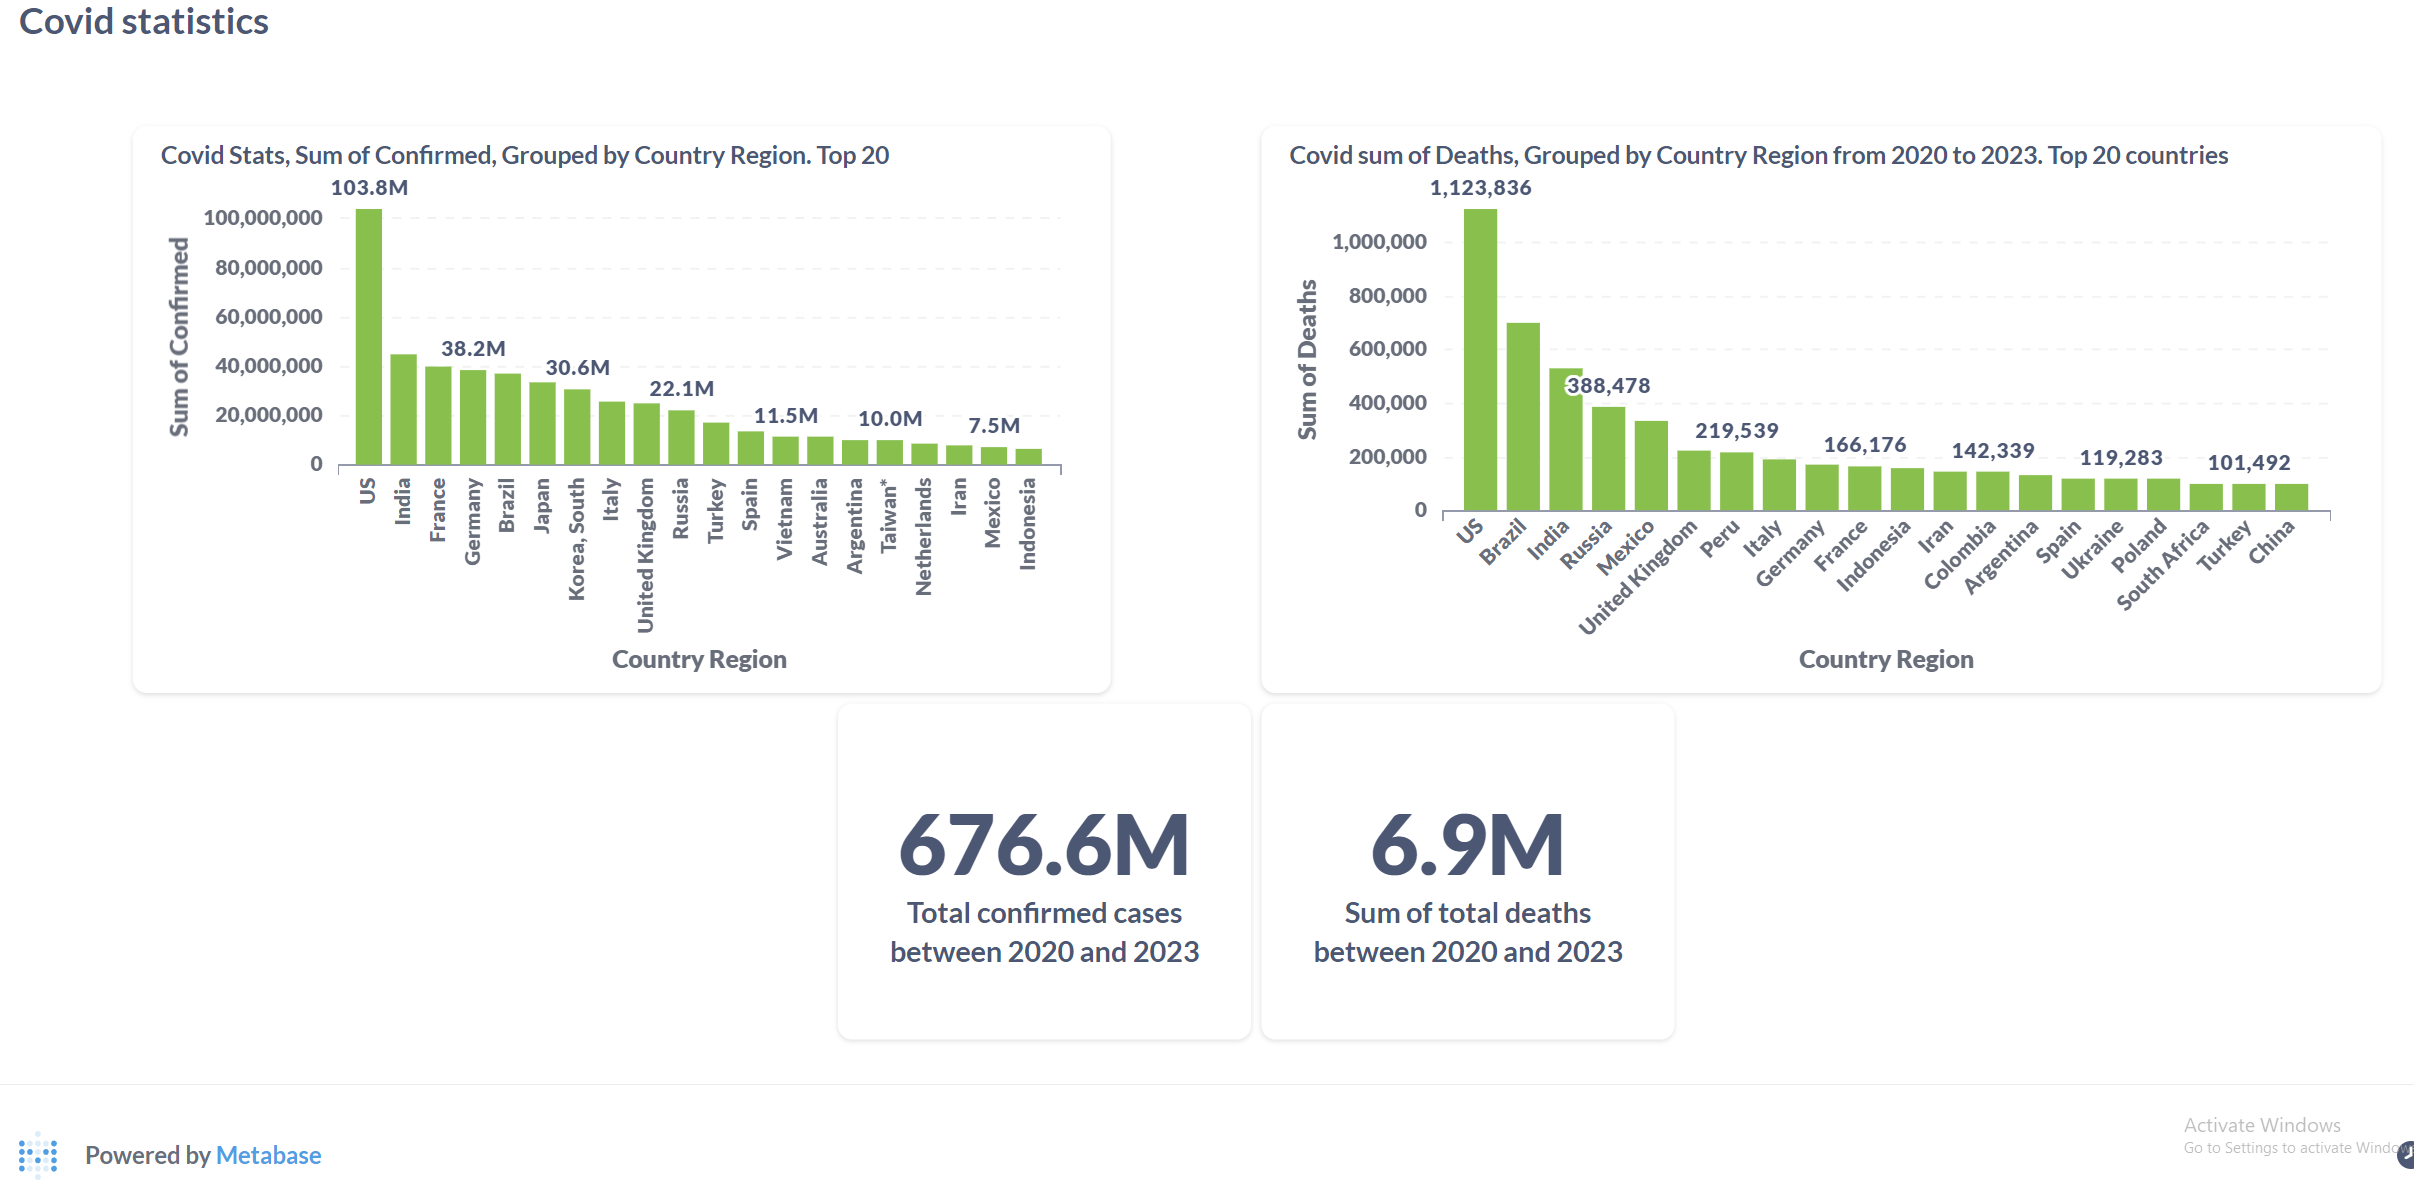 Covid statistics
Covid Stats, Sum of Confirmed, Grouped by Country Region. Top 20
103.8M
100,000,000
80,000,000
60,000,000
40,000,000
20,000,000
0
Sum of Confirmed
38.2M
30.6M
22.1M
11.5M
10.0M
7.5M
US
India
France
Germany
Brazil
Japan
Korea, South
Italy
United Kingdom
Russia
Turkey
Spain
Vietnam
Australia
Argentina
Taiwan*
Netherlands
Iran
Mexico
Indonesia
Country Region
Covid sum of Deaths, Grouped by Country Region from 2020 to 2023. Top 20 countries
1,123,836
1,000,000
800,000
600,000
400,000
200,000
0
Sum of Deaths
388,478
219,539
166,176
142,339
119,283
101,492
US
Brazil
India
Russia
Mexico
United Kingdom
Peru
Italy
Germany
France
Indonesia
Iran
Colombia
Argentina
Spain
Ukraine
Poland
South Africa
Turkey
China
Country Region
676.6M
Total confirmed cases
between 2020 and 2023
6.9M
Sum of total deaths
between 2020 and 2023
Powered by Metabase
Activate Windows
Go to Settings to activate Windows